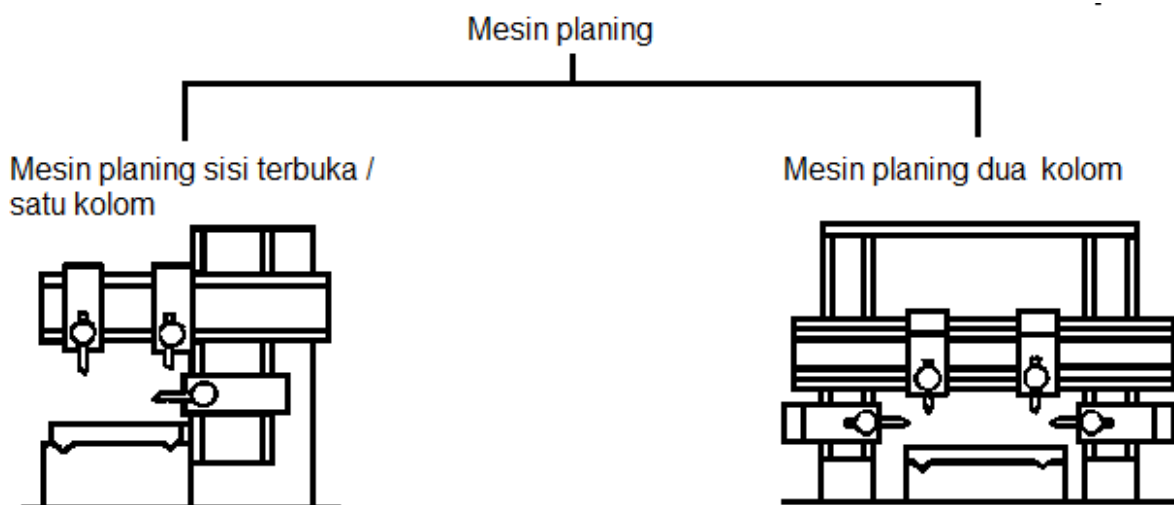 Mesin planing
Mesin planing sisi terbuka /
satu kolom
Mesin planing dua kolom